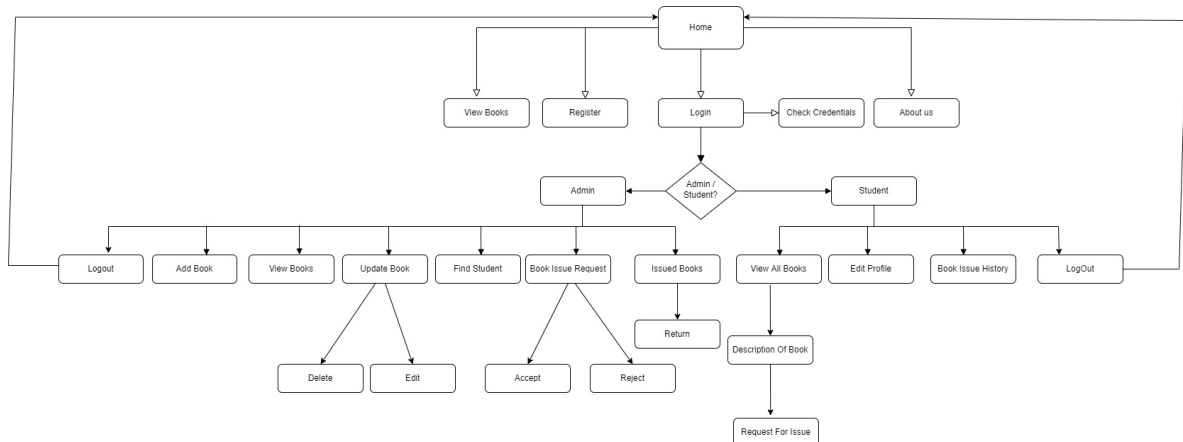 Home
View Books
Register
Login
Check Credentials
About us
Admin
Admin /
Student?
Student
Logout
Add Book
View Books
Update Book
Find Student
Book Issue Request
Issued Books
View All Books
Edit Profile
Book Issue History
LogOut
Return
Description Of Book
Delete
Edit
Accept
Reject
Request For Issue